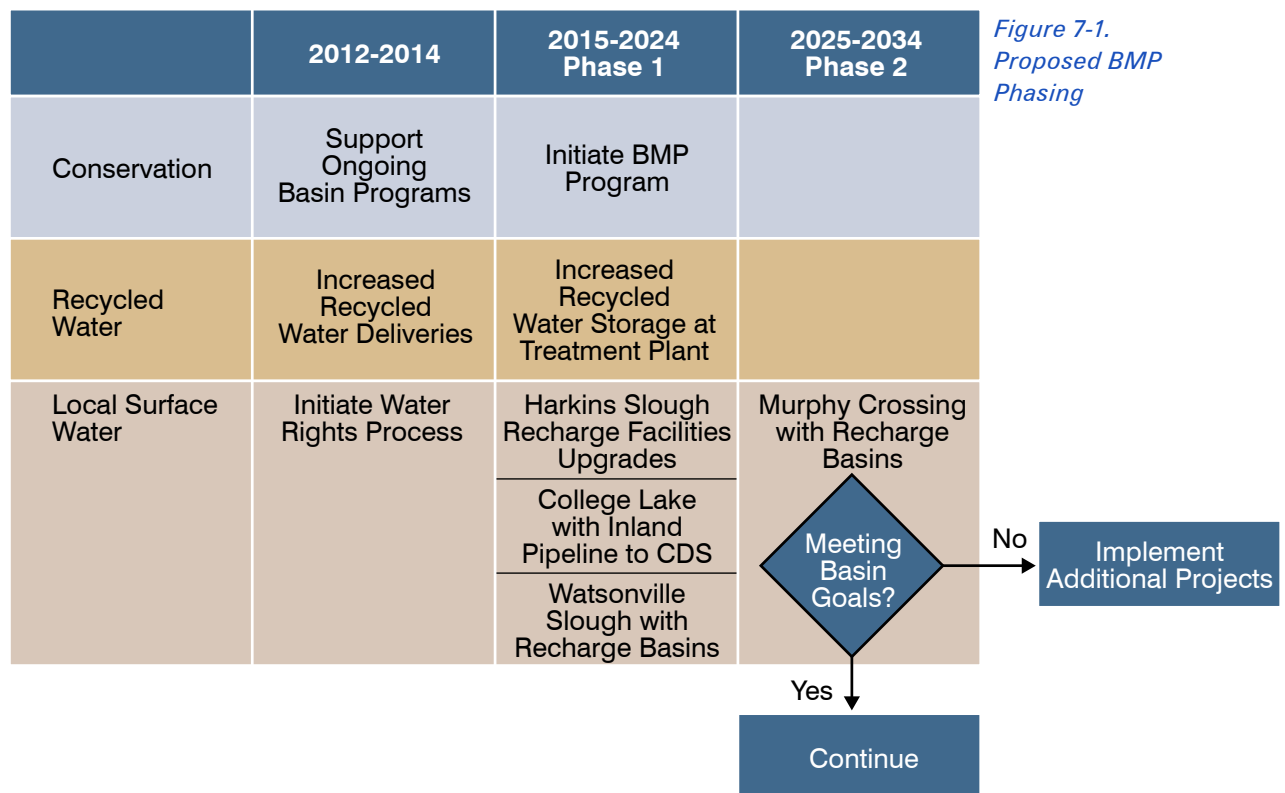 2012-2014
2015-2024
Phase 1
2025-2034
Phase 2
Figure 7-1.
Proposed BMP
Phasing
Conservation
Support
Ongoing
Basin Programs
Initiate BMP
Program
Recycled
Water
Increased
Recycled
Water Deliveries
Increased
Recycled
Water Storage at
Treatment Plant
Local Surface
Water
Initiate Water
Rights Process
Harkins Slough
Recharge Facilities
Upgrades
College Lake
with Inland
Pipeline to CDS
Watsonville
Slough with
Recharge Basins
Murphy Crossing
with Recharge
Basins
Meeting
Basin
Goals?
No
Implement
Additional Projects
Yes
Continue